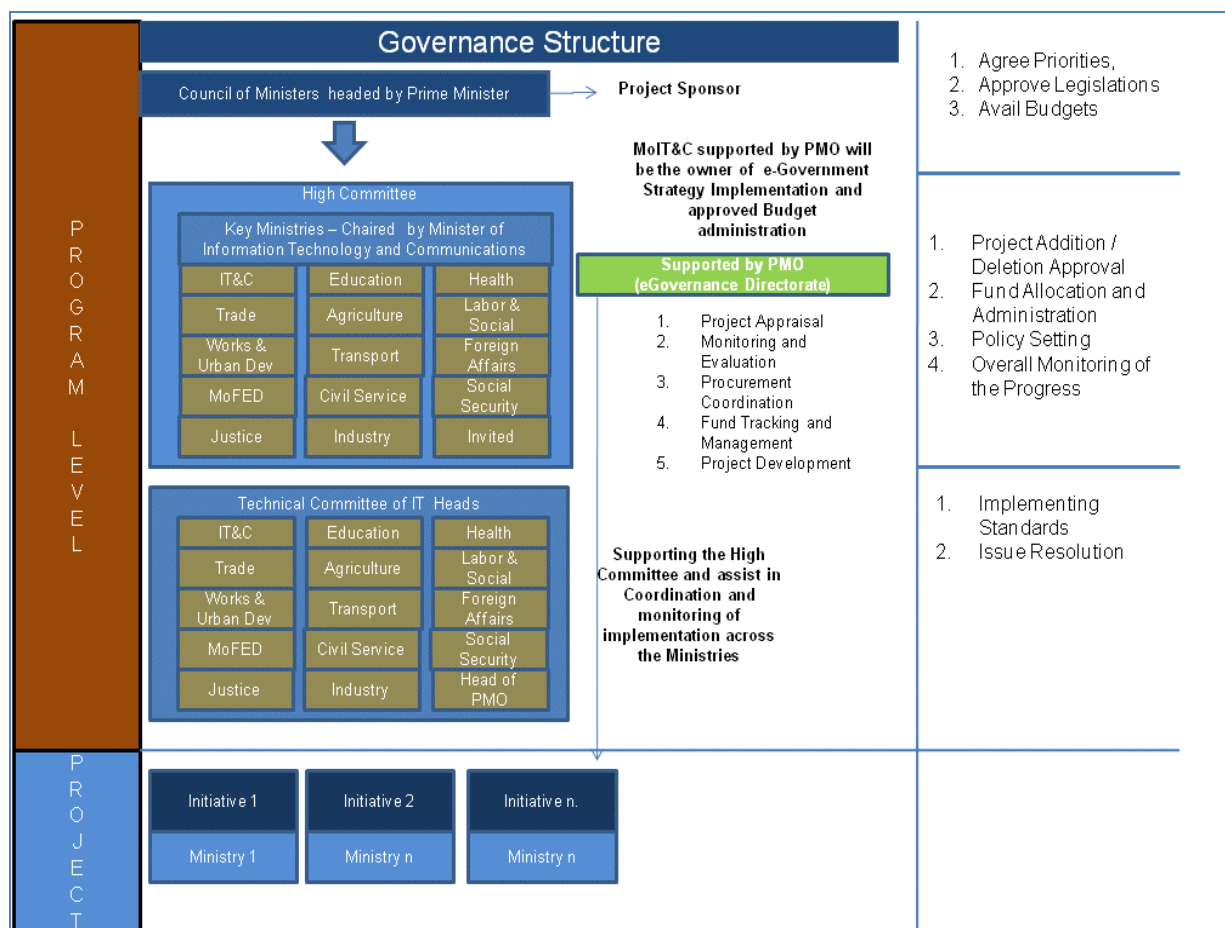 Governance Structure
Council of Ministers headed by Prime Minister
Project Sponsor
1. Agree Priorities,
2. Approve Legislations
3. Avail Budgets
MoIT&C supported by PMO will
be the owner of e-Government
Strategy Implementation and
approved Budget
administration
High Committee
Key Ministries – Chaired by Minister of
Information Technology and Communications
IT&C
Education
Health
Trade
Agriculture
Labor &
Social
Works &
Urban Dev
Transport
Foreign
Affairs
MoFED
Civil Service
Social
Security
Justice
Industry
Invited
Supported by PMO
(eGovernance Directorate)
1. Project Appraisal
2. Monitoring and
Evaluation
3. Procurement
Coordination
4. Fund Tracking and
Management
5. Project Development
1. Project Addition /
Deletion Approval
2. Fund Allocation and
Administration
3. Policy Setting
4. Overall Monitoring of
the Progress
Technical Committee of IT Heads
IT&C
Education
Health
Trade
Agriculture
Labor &
Social
Works &
Urban Dev
Transport
Foreign
Affairs
MoFED
Civil Service
Social
Security
Justice
Industry
Head of
PMO
Supporting the High
Committee and assist in
Coordination and
monitoring of
implementation across
the Ministries
1. Implementing
Standards
2. Issue Resolution
PROGRAM LEVEL
PROJECT
Initiative 1
Ministry 1
Initiative 2
Ministry n
Initiative n.
Ministry n